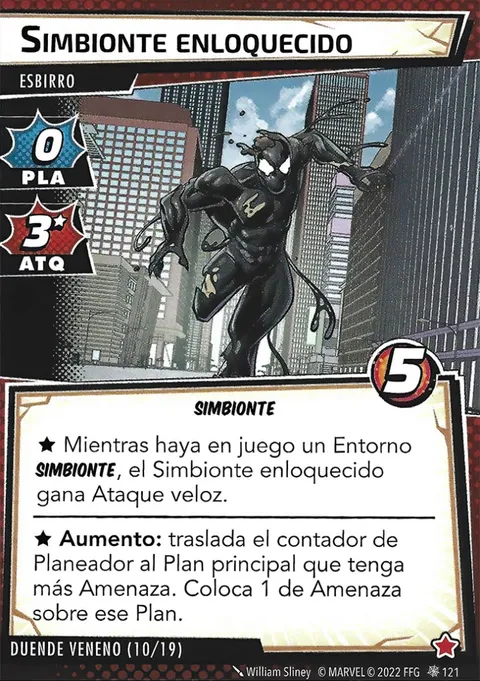 SIMBIONTE ENLOQUECIDO
ESBIRRO
0
PLA
3★
ATQ
5
SIMBIONTE
★ Mientras haya en juego un Entorno
SIMBIONTE, el Simbionte enloquecido
gana Ataque veloz.
★ Aumento: traslada el contador de
Planeador al Plan principal que tenga
más Amenaza. Coloca 1 de Amenaza
sobre ese Plan.
DUENDE VENENO (10/19)
William Sliney © MARVEL © 2022 FFG 121